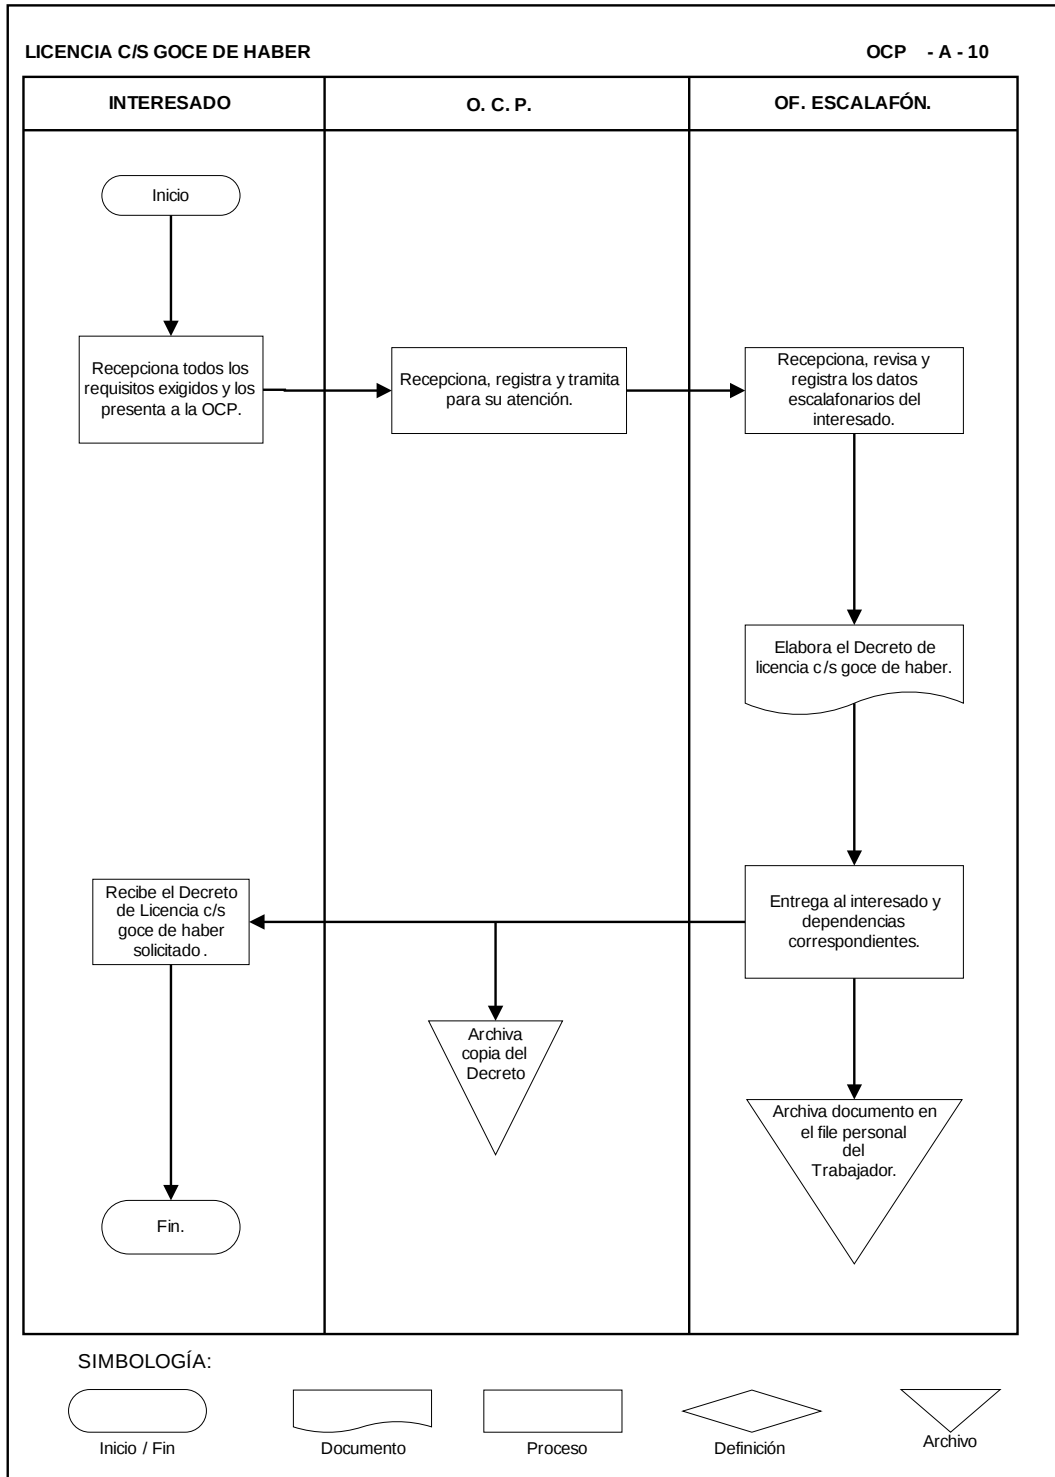 LICENCIA C/S GOCE DE HABER
OCP - A - 10
INTERESADO
O. C. P.
OF. ESCALAFÓN.
Inicio
Recepciona todos los
requisitos exigidos y los
presenta a la OCP.
Recepciona, registra y tramita
para su atención.
Recepciona, revisa y
registra los datos
escalafonarios del
interesado.
Elabora el Decreto de
licencia c/s goce de haber.
Entrega al interesado y
dependencias
correspondientes.
Recibe el Decreto
de Licencia c/s
goce de haber
solicitado.
Archiva
copia del
Decreto
Archiva documento en
el file personal
del
Trabajador.
Fin.
SIMBOLOGÍA:
Inicio / Fin
Documento
Proceso
Definición
Archivo